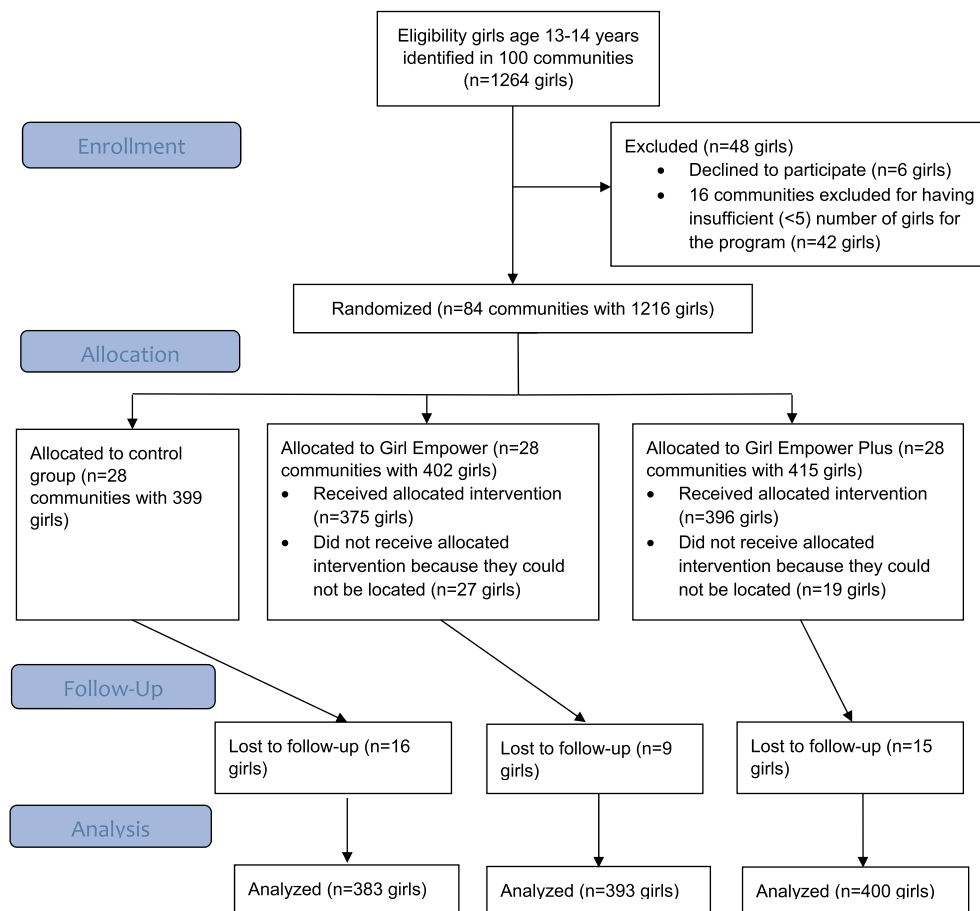 Eligibility girls age 13-14 years
identified in 100 communities
(n=1264 girls)
Enrollment
Excluded (n=48 girls)
• Declined to participate (n=6 girls)
• 16 communities excluded for having
insufficient (<5) number of girls for
the program (n=42 girls)
Randomized (n=84 communities with 1216 girls)
Allocation
Allocated to control
group (n=28
communities with 399
girls)
Allocated to Girl Empower (n=28
communities with 402 girls)
• Received allocated intervention
(n=375 girls)
• Did not receive allocated
intervention because they could
not be located (n=27 girls)
Allocated to Girl Empower Plus (n=28
communities with 415 girls)
• Received allocated intervention
(n=396 girls)
• Did not receive allocated
intervention because they could
not be located (n=19 girls)
Follow-Up
Lost to follow-up (n=16
girls)
Lost to follow-up (n=9
girls)
Lost to follow-up (n=15
girls)
Analysis
Analyzed (n=383 girls)
Analyzed (n=393 girls)
Analyzed (n=400 girls)